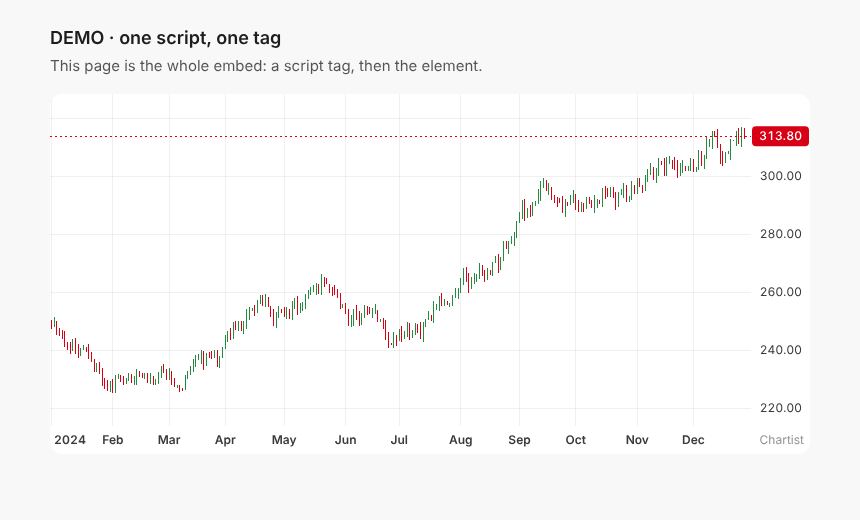 DEMO · one script, one tag
This page is the whole embed: a script tag, then the element.
313.80
300.00
280.00
260.00
240.00
220.00
2024 Feb Mar Apr May Jun Jul Aug Sep Oct Nov Dec Chartist